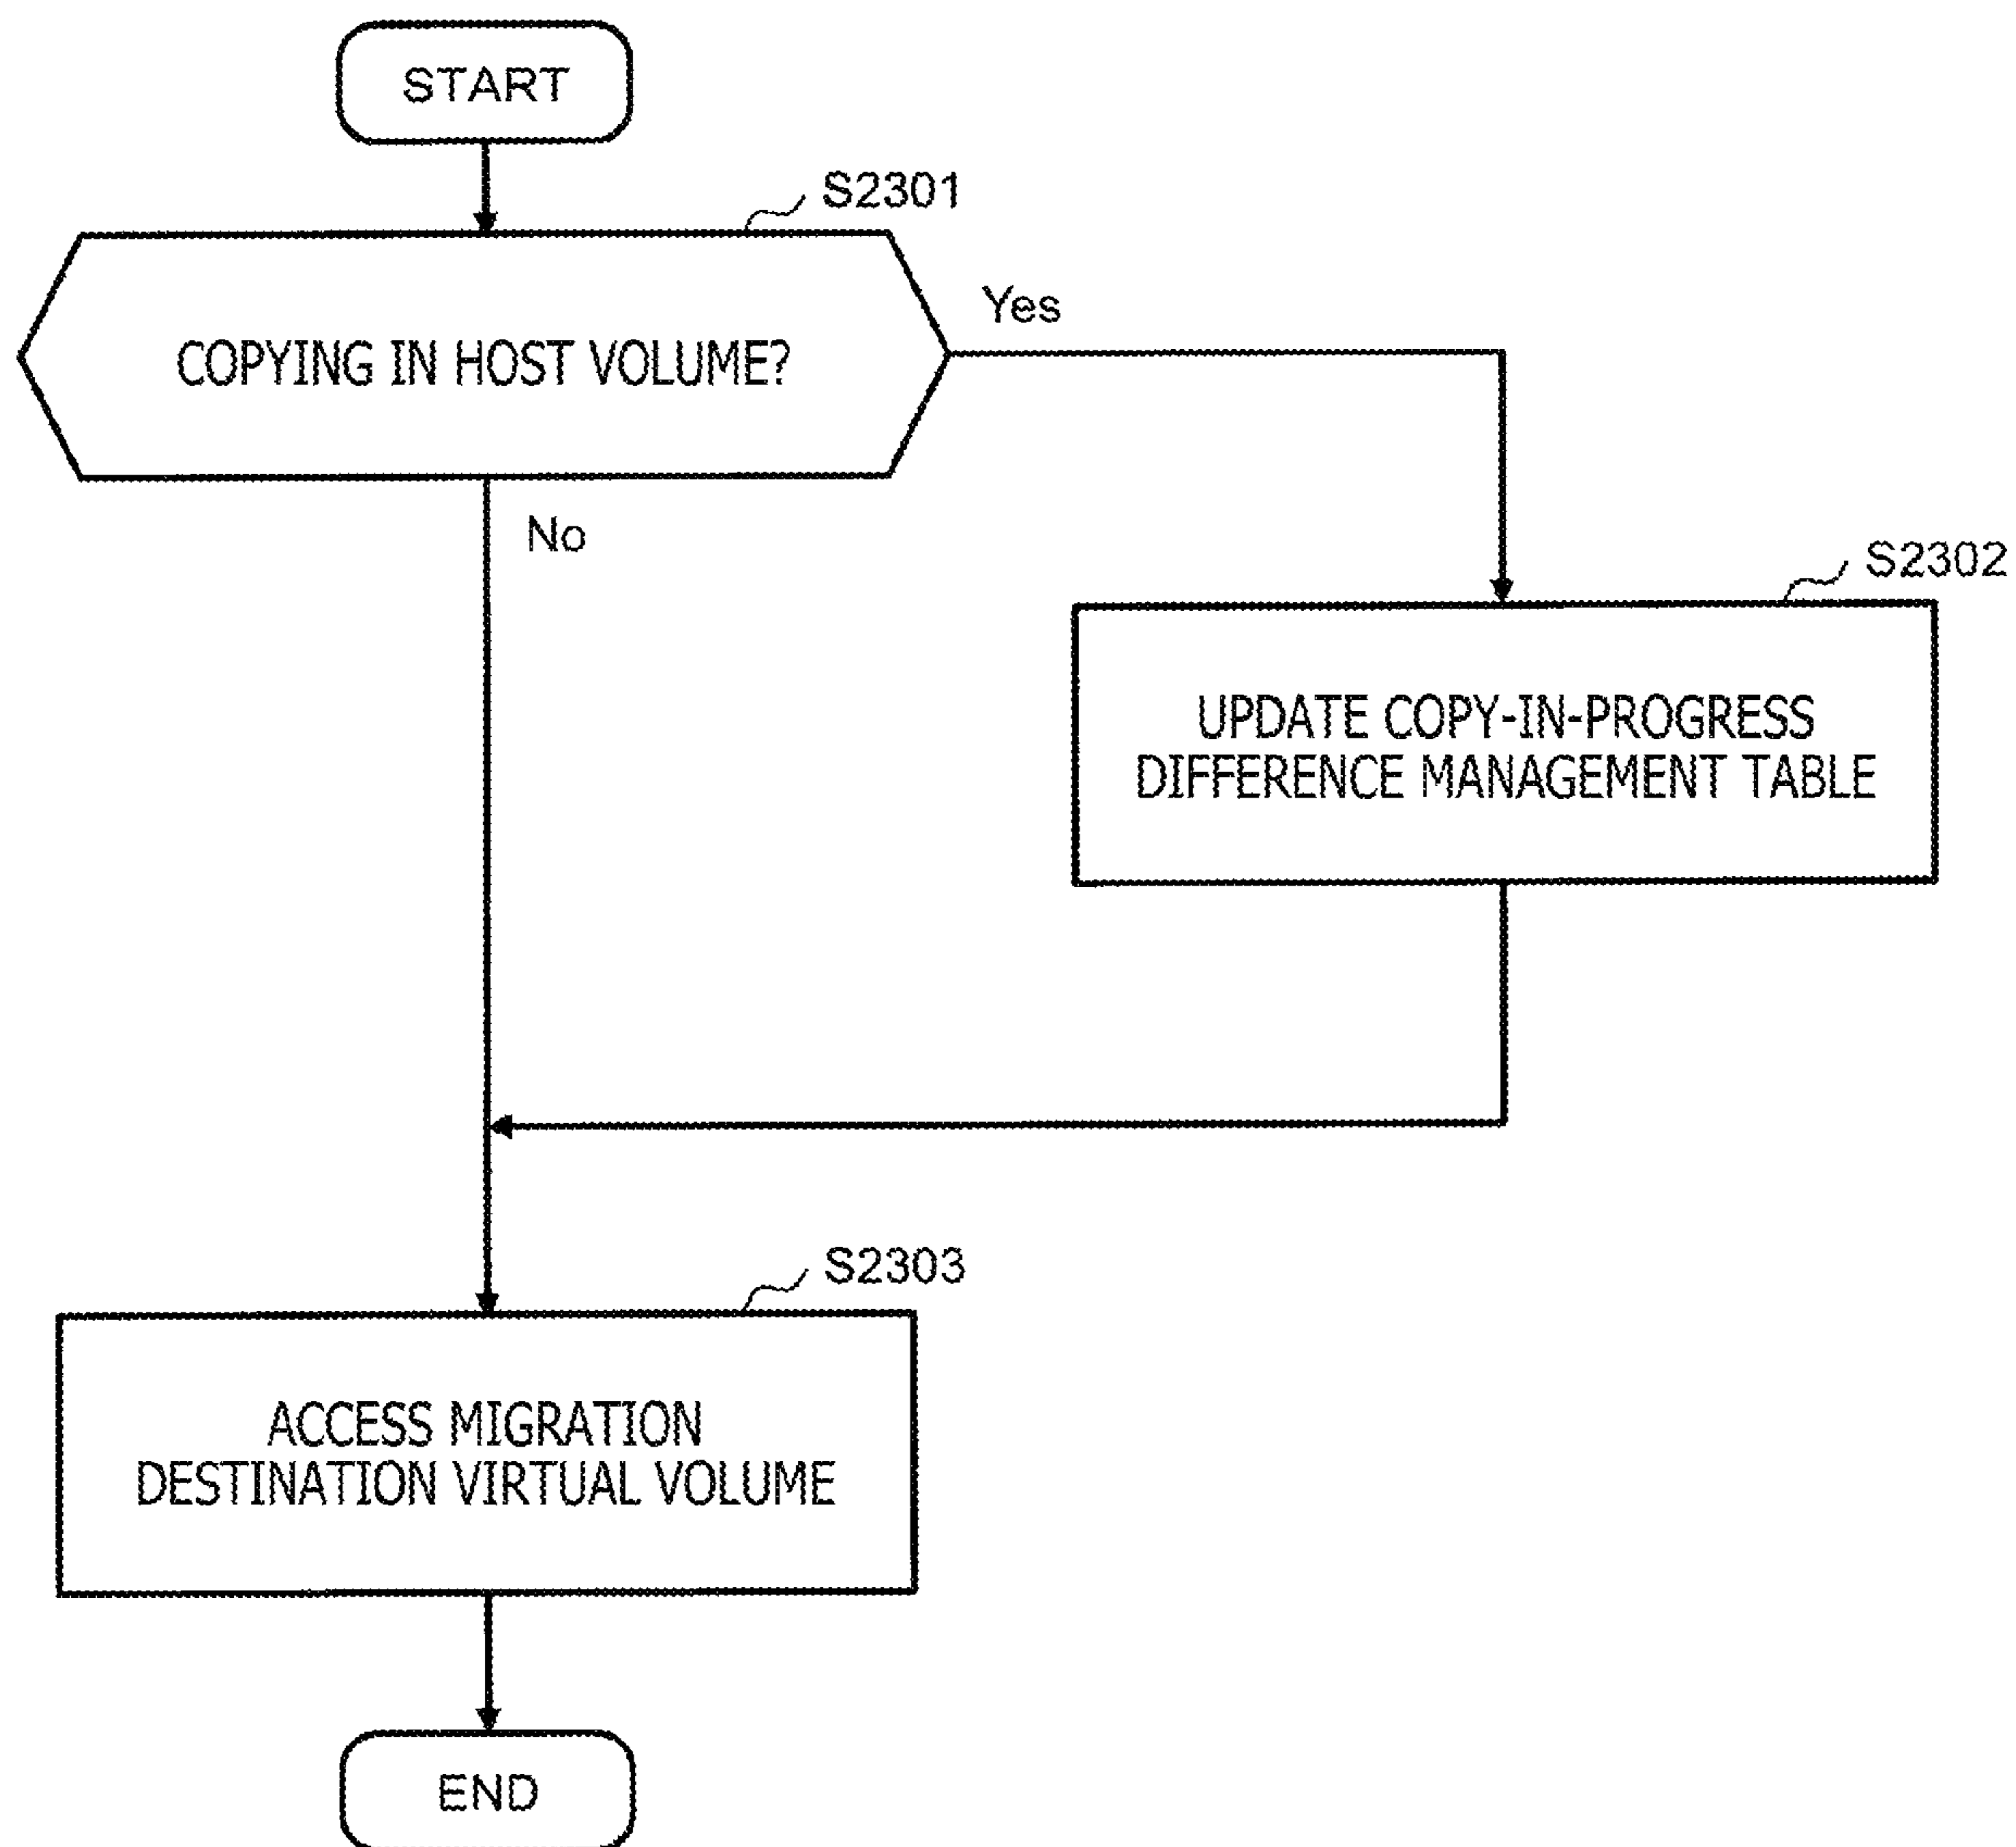 START
S2301
COPYING IN HOST VOLUME?
Yes
No
S2302
UPDATE COPY-IN-PROGRESS
DIFFERENCE MANAGEMENT TABLE
S2303
ACCESS MIGRATION
DESTINATION VIRTUAL VOLUME
END